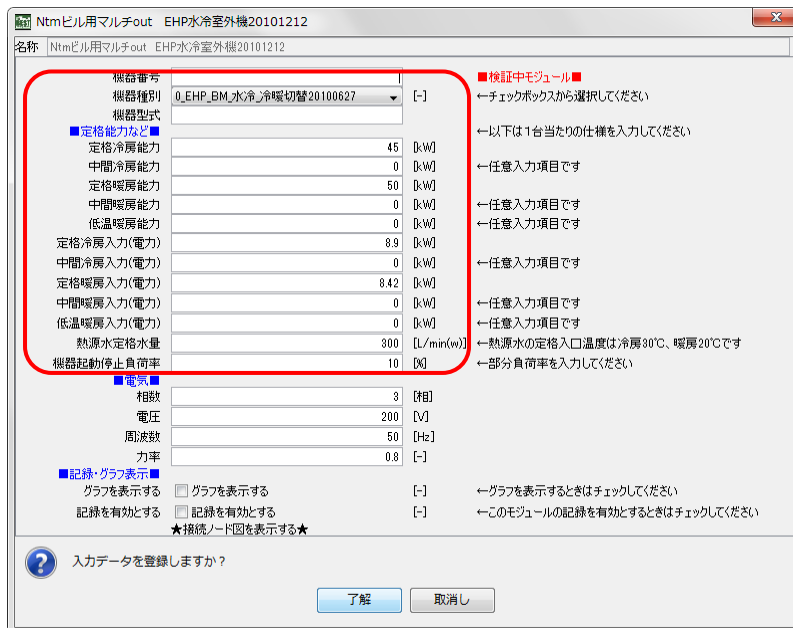 Ntmビル用マルチout EHP水冷室外機20101212
名称 Ntmビル用マルチout EHP水冷室外機20101212
機器番号 ■検証中モジュール■
機器種別 0_EHP_BM_水冷_冷暖切替20100627 [-] ←チェックボックスから選択してください
機器型式
■定格能力など■ ←以下は1台当たりの仕様を入力してください
定格冷房能力 45 [kW]
中間冷房能力 0 [kW] ←任意入力項目です
定格暖房能力 50 [kW]
中間暖房能力 0 [kW] ←任意入力項目です
低温暖房能力 0 [kW] ←任意入力項目です
定格冷房入力(電力) 8.9 [kW]
中間冷房入力(電力) 0 [kW] ←任意入力項目です
定格暖房入力(電力) 8.42 [kW]
中間暖房入力(電力) 0 [kW] ←任意入力項目です
低温暖房入力(電力) 0 [kW] ←任意入力項目です
熱源水定格水量 300 [L/min(w)] ←熱源水の定格入口温度は冷房30℃、暖房20℃です
機器起動停止負荷率 10 [%] ←部分負荷率を入力してください
■電気■
相数 3 [相]
電圧 200 [V]
周波数 50 [Hz]
力率 0.8 [-]
■記録・グラフ表示■
グラフを表示する グラフを表示する [-] ←グラフを表示するときはチェックしてください
記録を有効とする 記録を有効とする [-] ←このモジュールの記録を有効とするときはチェックしてください
★接続ノード図を表示する★
入力データを登録しますか?
了解 取消し